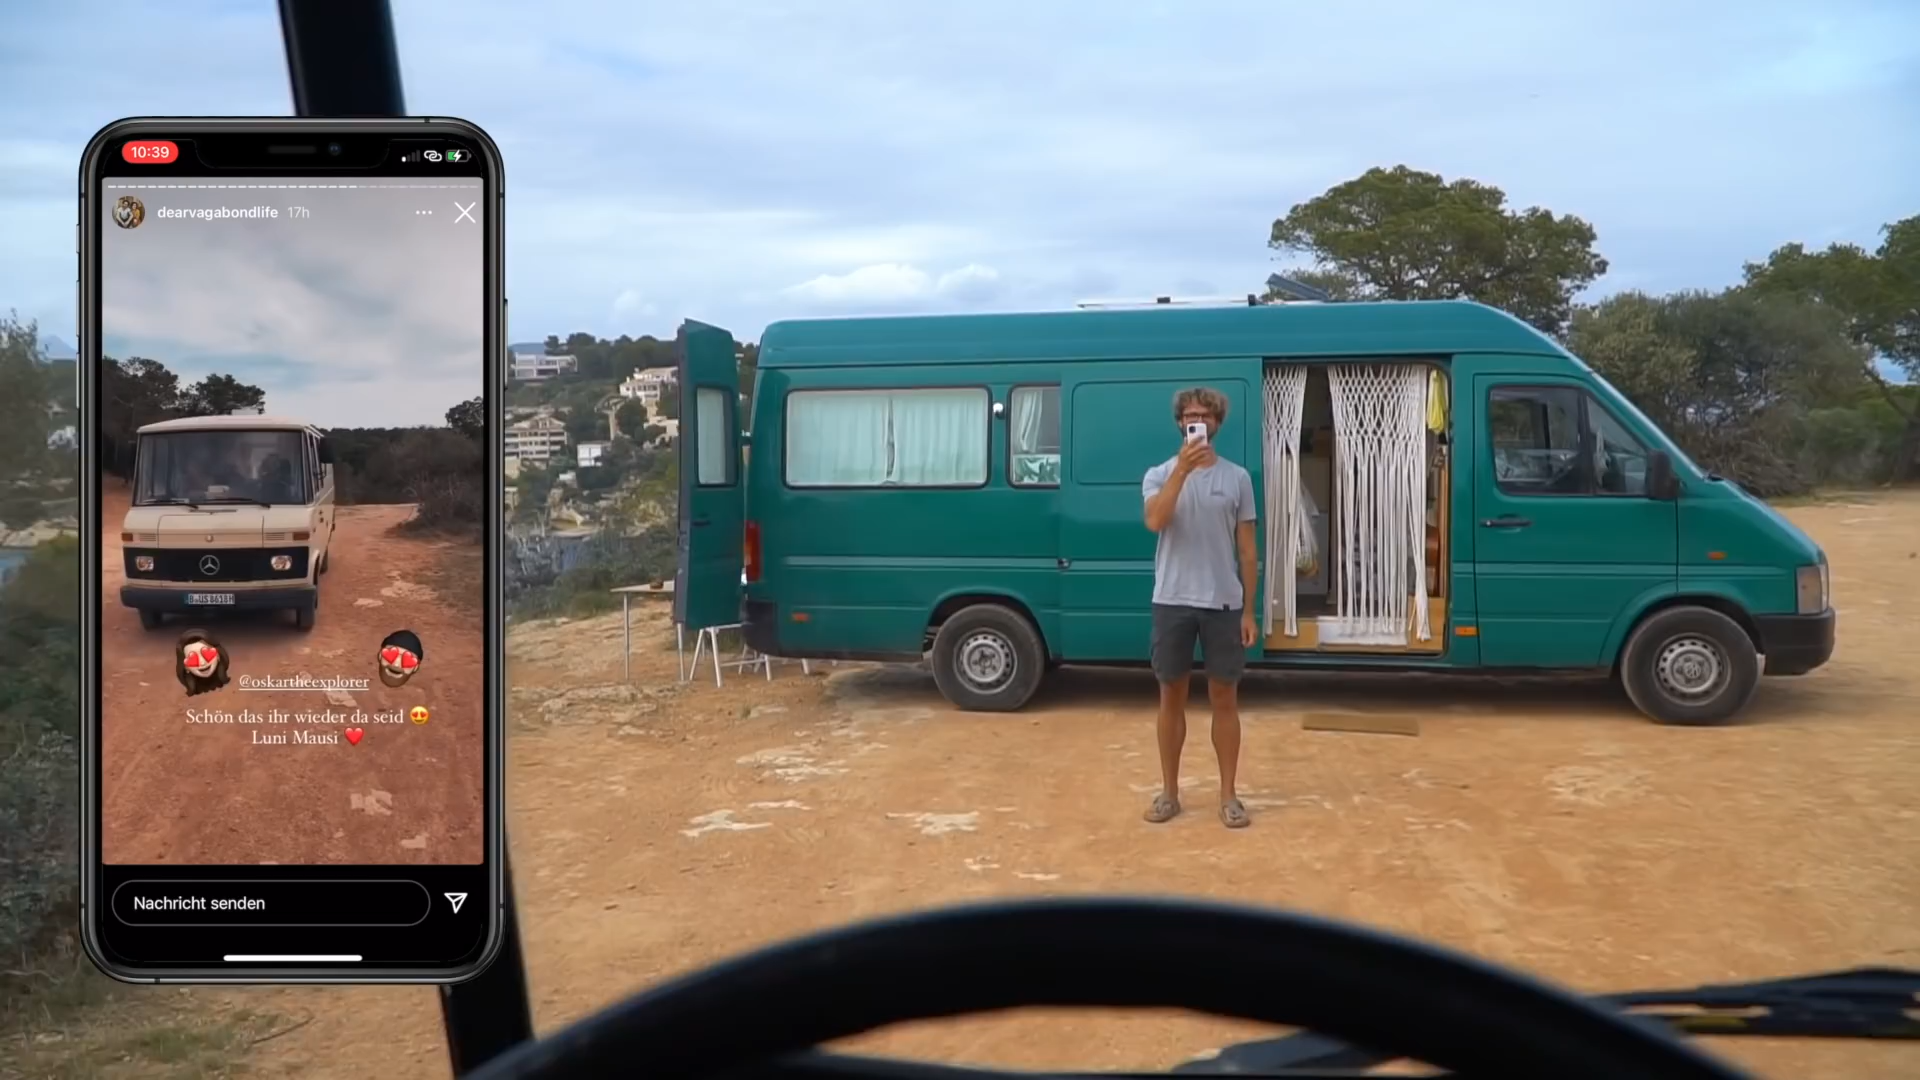 10:39
dearvagabondlife 17h
@oskartheexplorer
Schön das ihr wieder da seid 😍
Luni Mausi ❤️
Nachricht senden